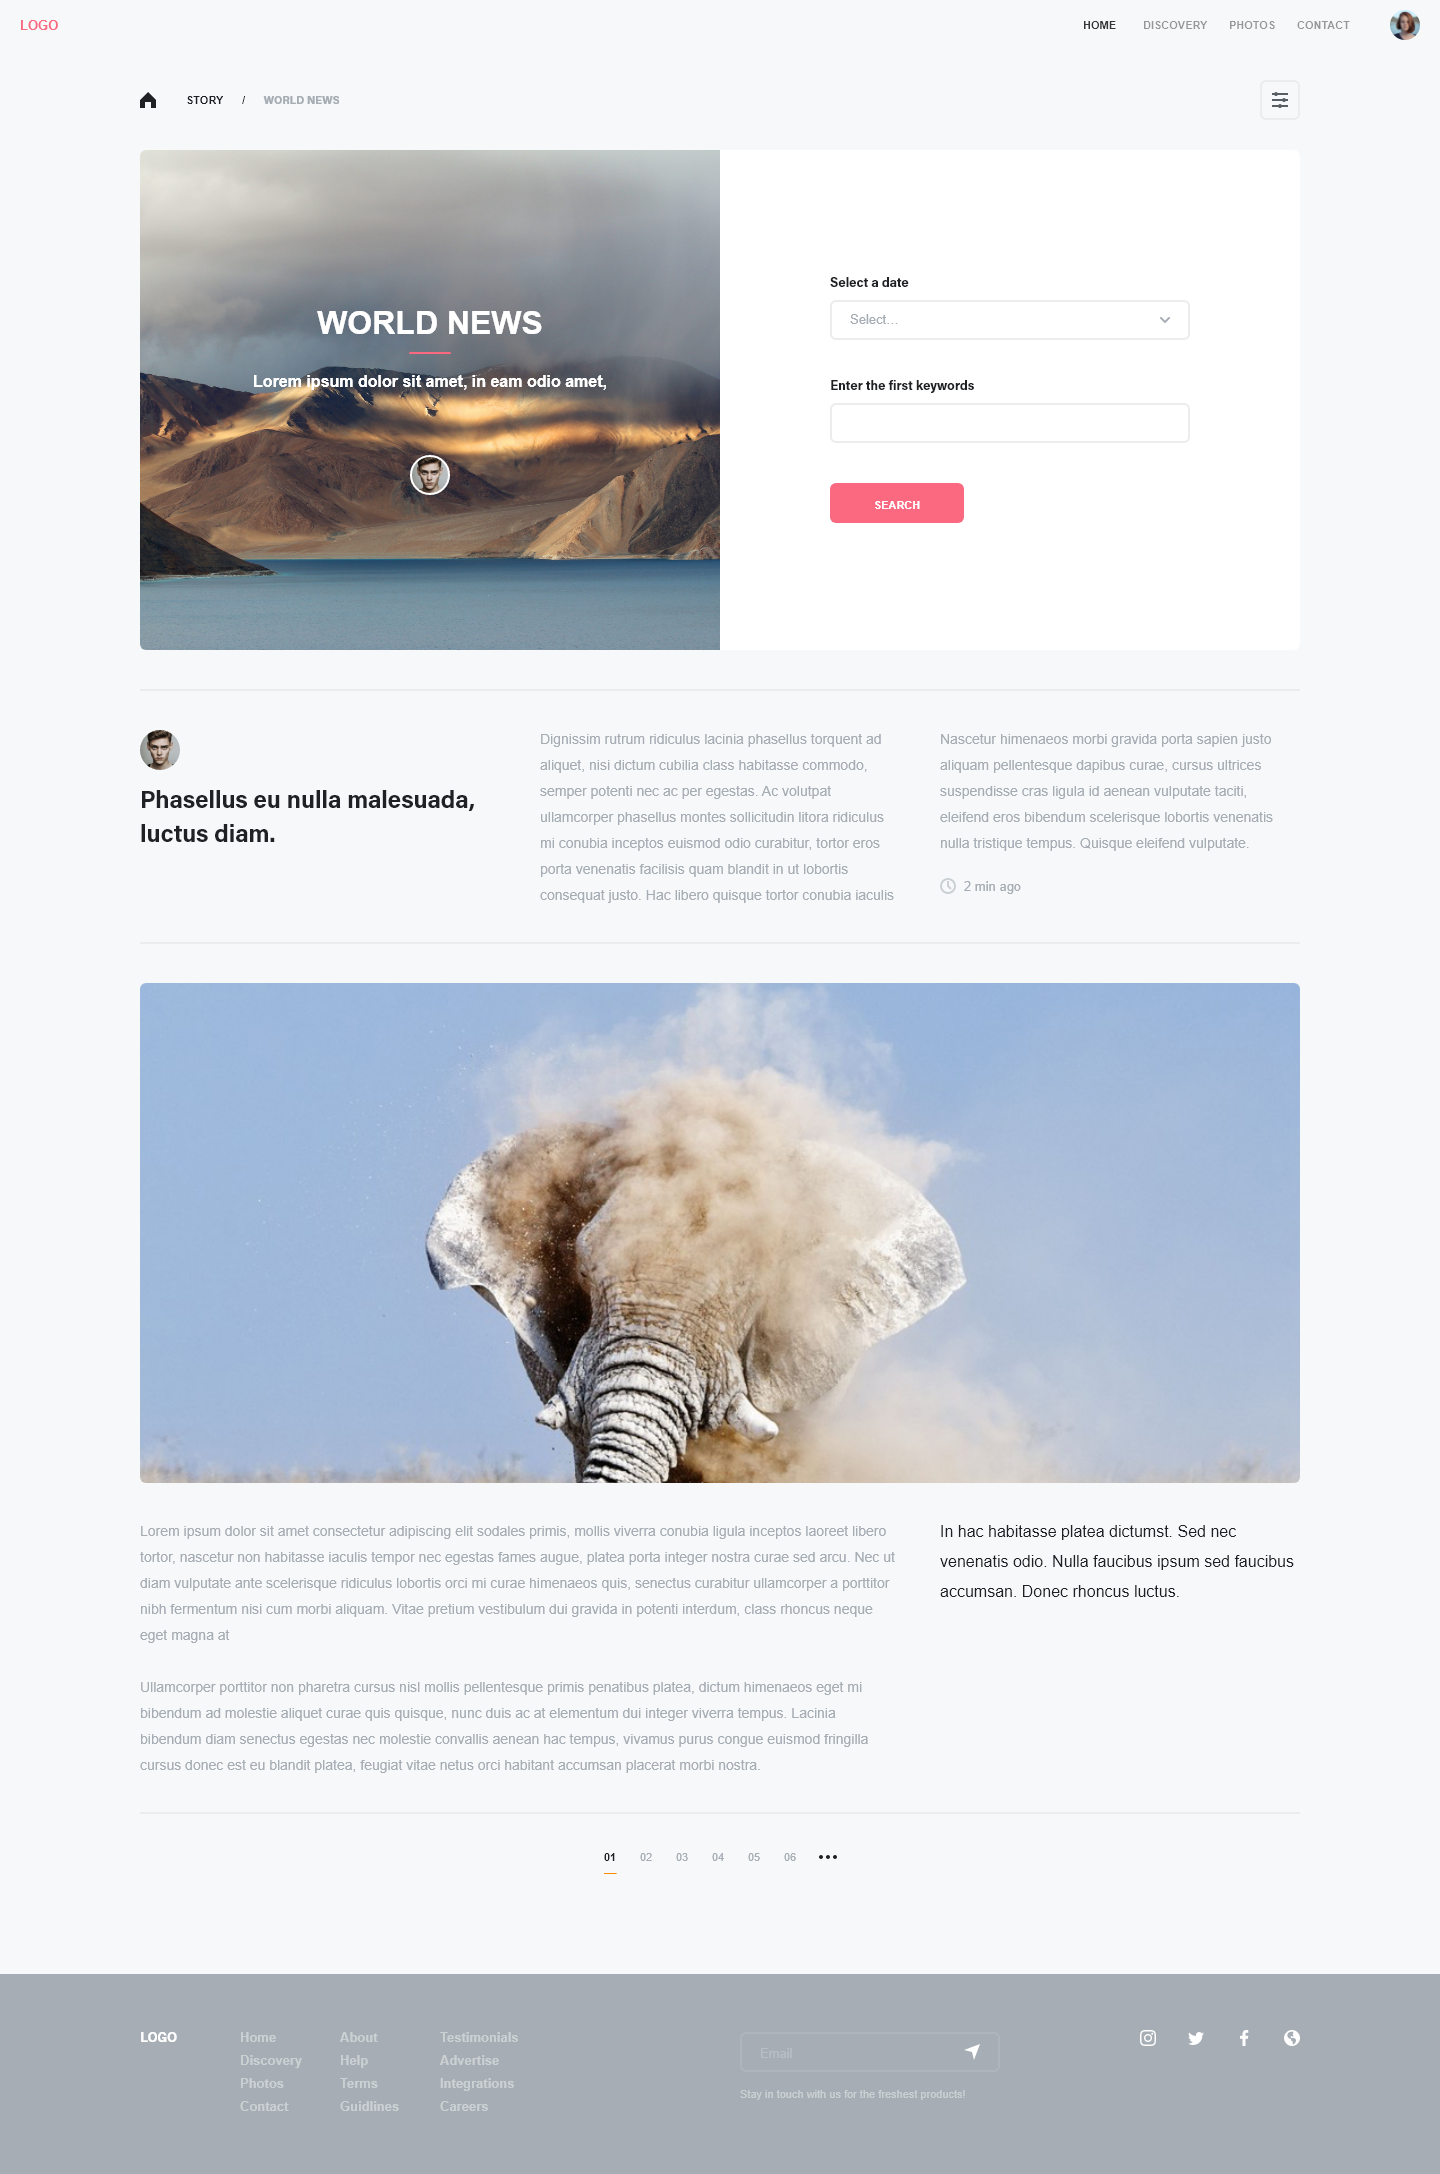 LOGO
HOME DISCOVERY PHOTOS CONTACT
STORY / WORLD NEWS
WORLD NEWS
Lorem ipsum dolor sit amet, in eam odio amet,
Select a date
Select...
Enter the first keywords
SEARCH
Phasellus eu nulla malesuada,
luctus diam.
Dignissim rutrum ridiculus lacinia phasellus torquent ad
aliquet, nisi dictum cubilia class habitasse commodo,
semper potenti nec ac per egestas. Ac volutpat
ullamcorper phasellus montes sollicitudin litora ridiculus
mi conubia inceptos euismod odio curabitur, tortor eros
porta venenatis facilisis quam blandit in ut lobortis
consequat justo. Hac libero quisque tortor conubia iaculis
Nascetur himenaeos morbi gravida porta sapien justo
aliquam pellentesque dapibus curae, cursus ultrices
suspendisse cras ligula id aenean vulputate taciti,
eleifend eros bibendum scelerisque lobortis venenatis
nulla tristique tempus. Quisque eleifend vulputate.
2 min ago
Lorem ipsum dolor sit amet consectetur adipiscing elit sodales primis, mollis viverra conubia ligula inceptos laoreet libero
tortor, nascetur non habitasse iaculis tempor nec egestas fames augue, platea porta integer nostra curae sed arcu. Nec ut
diam vulputate ante scelerisque ridiculus lobortis orci mi curae himenaeos quis, senectus curabitur ullamcorper a porttitor
nibh fermentum nisi cum morbi aliquam. Vitae pretium vestibulum dui gravida in potenti interdum, class rhoncus neque
eget magna at
Ullamcorper porttitor non pharetra cursus nisl mollis pellentesque primis penatibus platea, dictum himenaeos eget mi
bibendum ad molestie aliquet curae quis quisque, nunc duis ac at elementum dui integer viverra tempus. Lacinia
bibendum diam senectus egestas nec molestie convallis aenean hac tempus, vivamus purus congue euismod fringilla
cursus donec est eu blandit platea, feugiat vitae netus orci habitant accumsan placerat morbi nostra.
In hac habitasse platea dictumst. Sed nec
venenatis odio. Nulla faucibus ipsum sed faucibus
accumsan. Donec rhoncus luctus.
01 02 03 04 05 06
LOGO
Home
Discovery
Photos
Contact
About
Help
Terms
Guidlines
Testimonials
Advertise
Integrations
Careers
Email
Stay in touch with us for the freshest products!